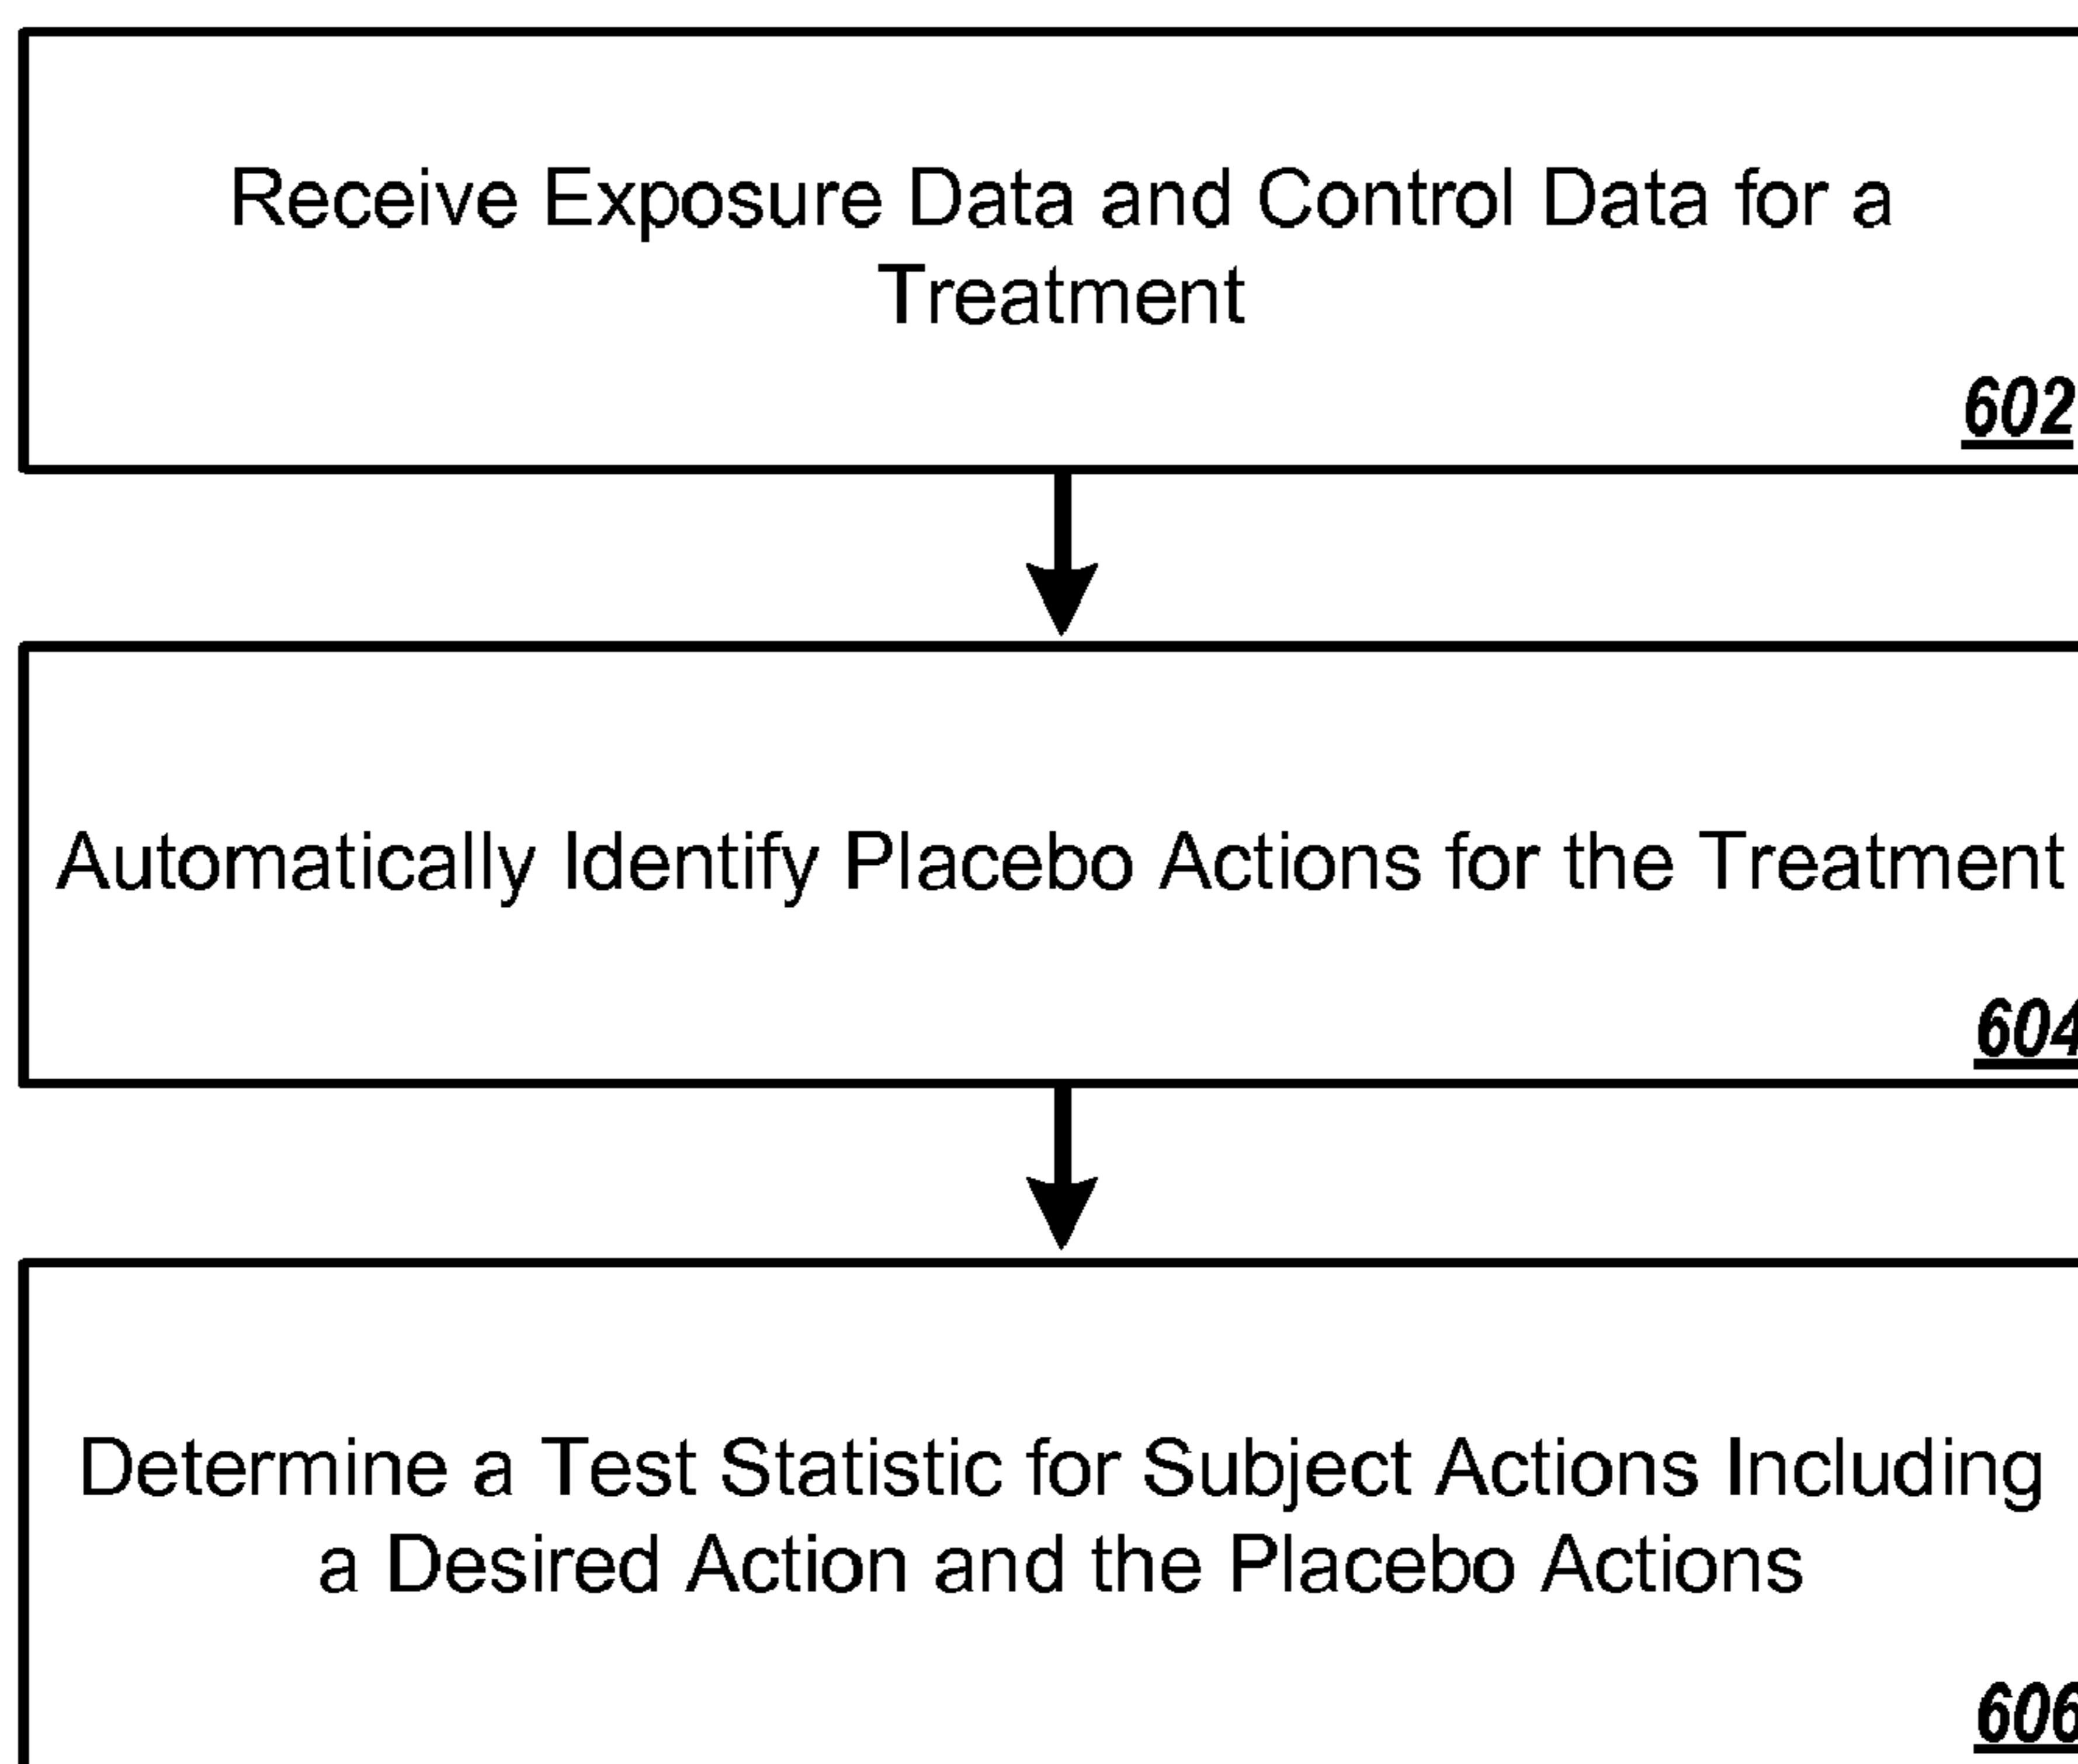 Receive Exposure Data and Control Data for a
Treatment
602
Automatically Identify Placebo Actions for the Treatment
604
Determine a Test Statistic for Subject Actions Including
a Desired Action and the Placebo Actions
606